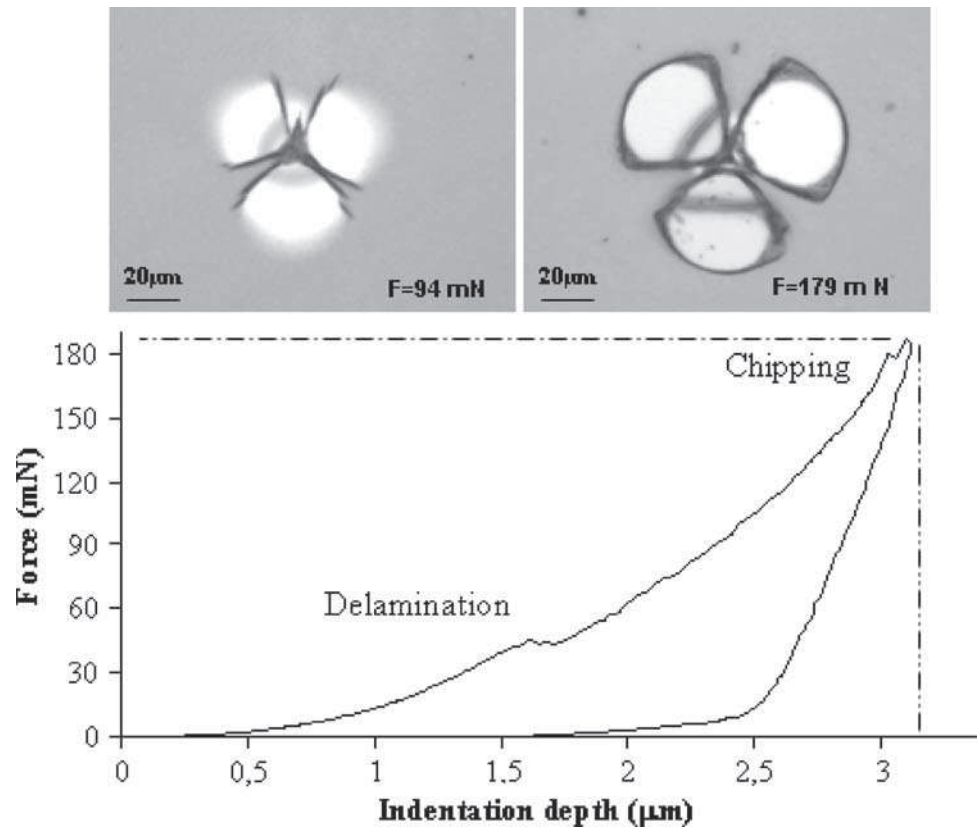 20μm
F=94 mN
20μm
F=179 m N
Force (mN)
180
150
120
90
60
30
0
Chipping
Delamination
0
0,5
1
1.5
2
2,5
3
Indentation depth (μm)